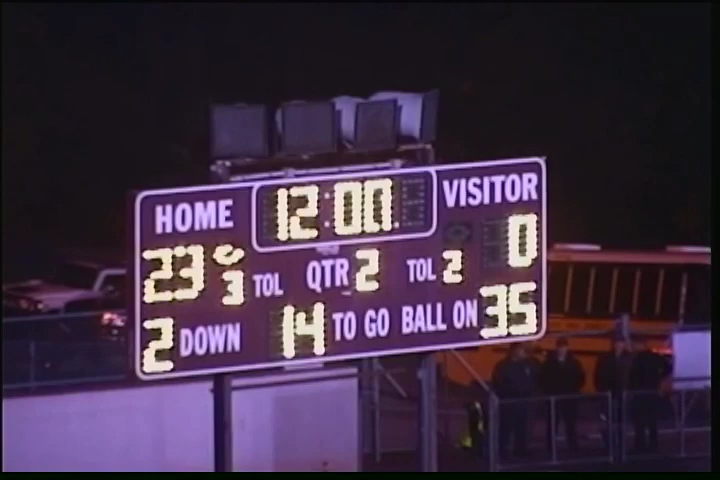 HOME 12:00 VISITOR
23 3 TOL QTR 2 TOL 2 0
2 DOWN 14 TO GO BALL ON 35